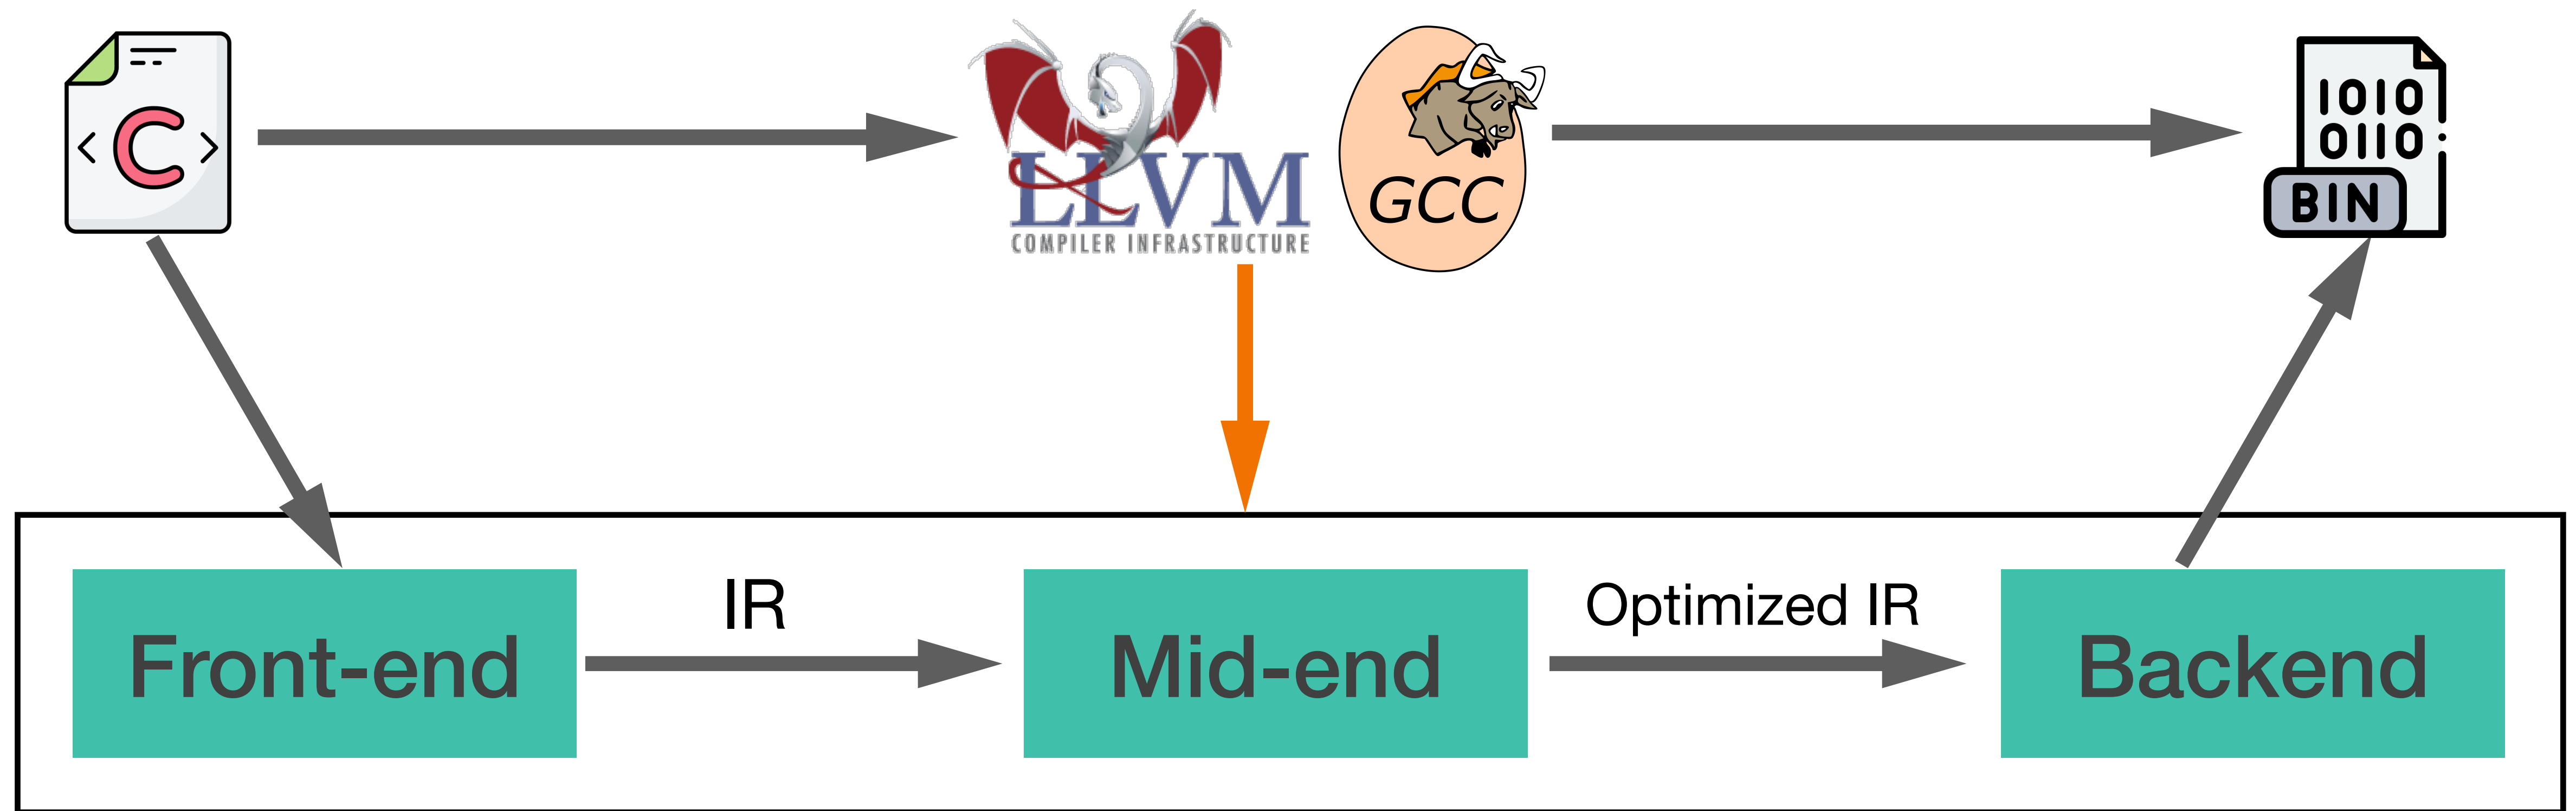 < C >
LLVM
COMPILER INFRASTRUCTURE
GCC
1010
0110
BIN
IR
Optimized IR
Front-end
Mid-end
Backend